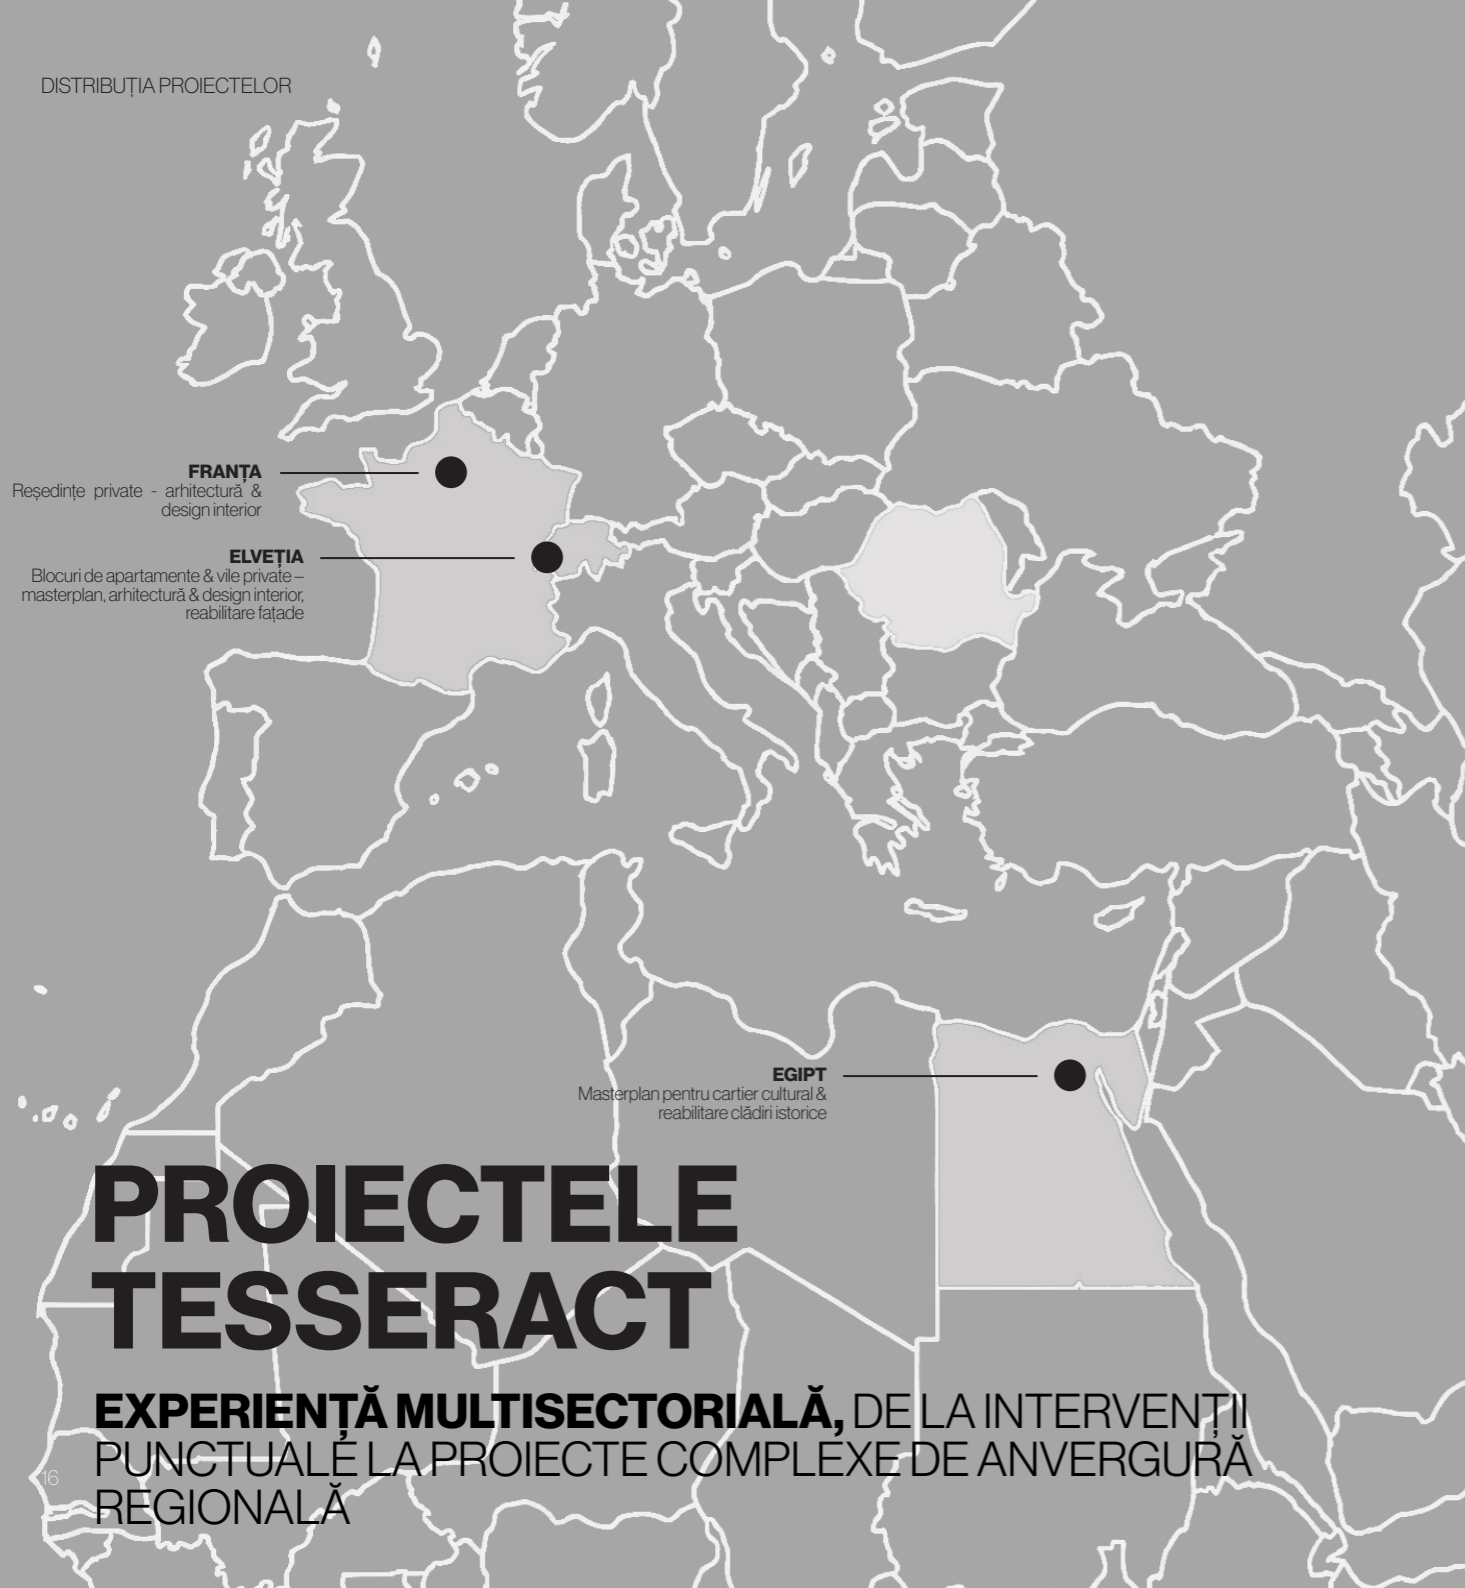 DISTRIBUȚIA PROIECTELOR
FRANȚA
Reședințe private - arhitectură &
design interior
ELVEȚIA
Blocuri de apartamente & vile private –
masterplan, arhitectură & design interior,
reabilitare fațade
EGIPT
Masterplan pentru cartier cultural &
reabilitare clădiri istorice
PROIECTELE
TESSERACT
EXPERIENȚĂ MULTISECTORIALĂ, DE LA INTERVENȚII
PUNCTUALE LA PROIECTE COMPLEXE DE ANVERGURĂ
REGIONALĂ
16